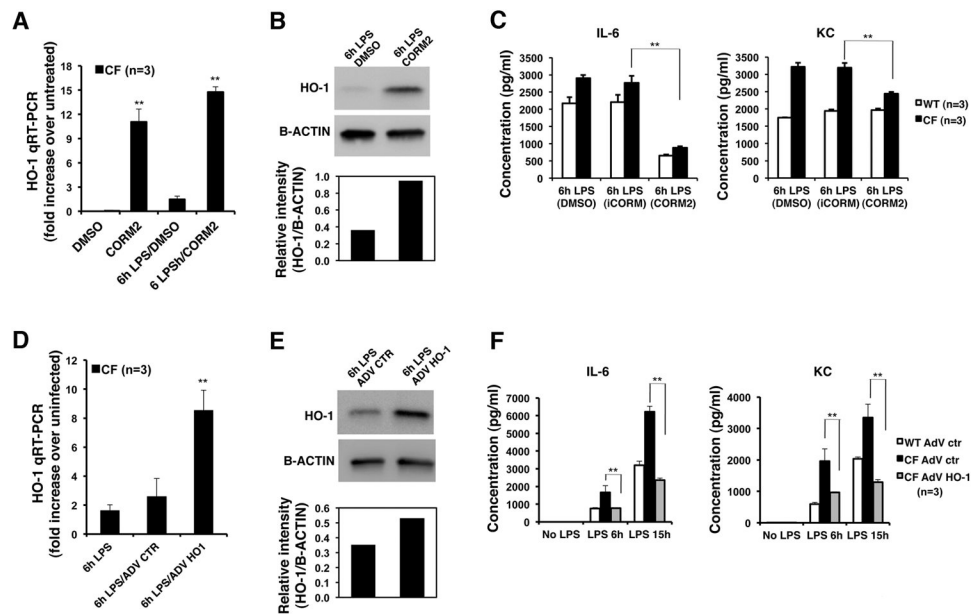 A
HO-1 qRT-PCR
(fold increase over untreated)
18
15
12
9
6
3
0
CF (n=3)
**
**
DMSO
CORM2
6h LPS/DMSO
6 LPSh/CORM2
B
6h LPS
DMSO
6h LPS
CORM2
HO-1
B-ACTIN
Relative intensity
(HO-1/B-ACTIN)
1.0
0.8
0.6
0.4
0.2
0.0
C
IL-6
Concentration (pg/ml)
3500
3000
2500
2000
1500
1000
500
0
**
6h LPS
(DMSO)
6h LPS
(iCORM)
6h LPS
(CORM2)
KC
Concentration (pg/ml)
3500
3000
2500
2000
1500
1000
500
0
**
6h LPS
(DMSO)
6h LPS
(iCORM)
6h LPS
(CORM2)
WT (n=3)
CF (n=3)
D
HO-1 qRT-PCR
(fold increase over uninfected)
12
10
8
6
4
2
0
CF (n=3)
**
6h LPS
6h LPS/ADV CTR
6h LPS/ADV HO1
E
6h LPS
ADV CTR
6h LPS
ADV HO-1
HO-1
B-ACTIN
Relative intensity
(HO-1/B-ACTIN)
0.6
0.5
0.4
0.3
0.2
0.1
0.0
F
IL-6
Concentration (pg/ml)
7000
6000
5000
4000
3000
2000
1000
0
**
**
No LPS
LPS 6h
LPS 15h
KC
Concentration (pg/ml)
4000
3000
2000
1000
0
**
**
No LPS
LPS 6h
LPS 15h
WT AdV ctr
CF AdV ctr
CF AdV HO-1
(n=3)